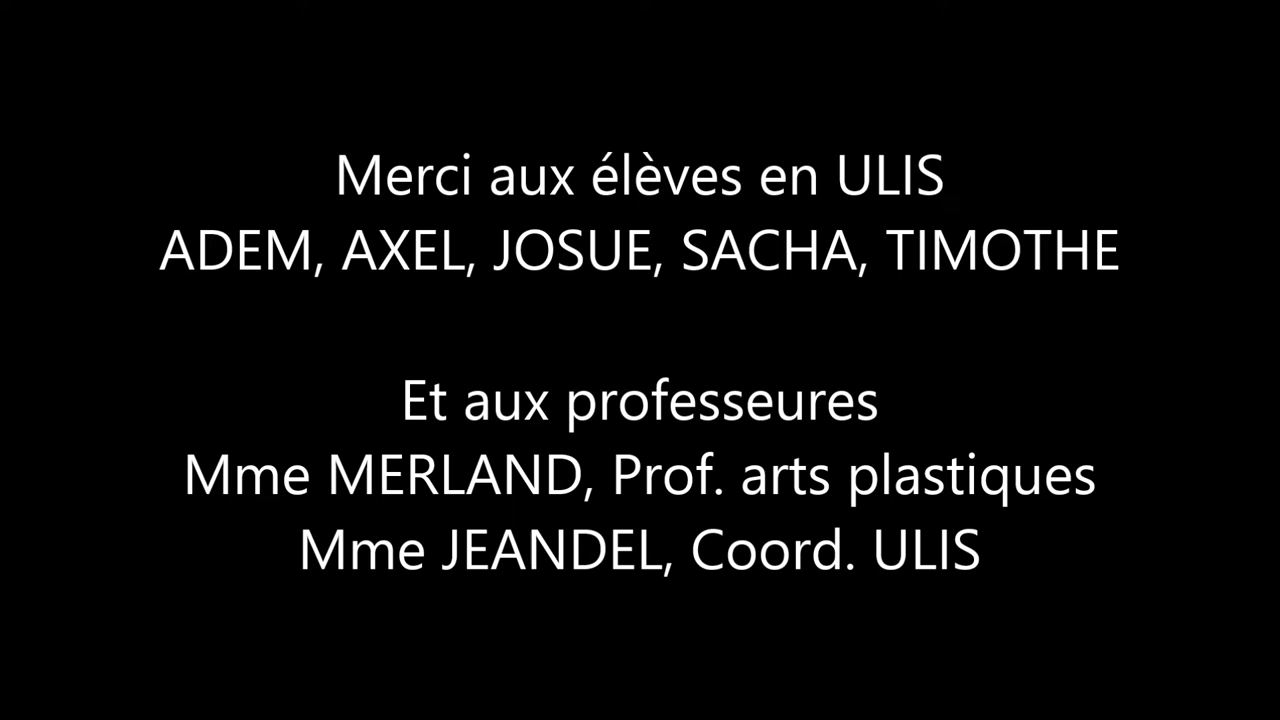 Merci aux élèves en ULIS
ADEM, AXEL, JOSUE, SACHA, TIMOTHE
Et aux professeures
Mme MERLAND, Prof. arts plastiques
Mme JEANDEL, Coord. ULIS